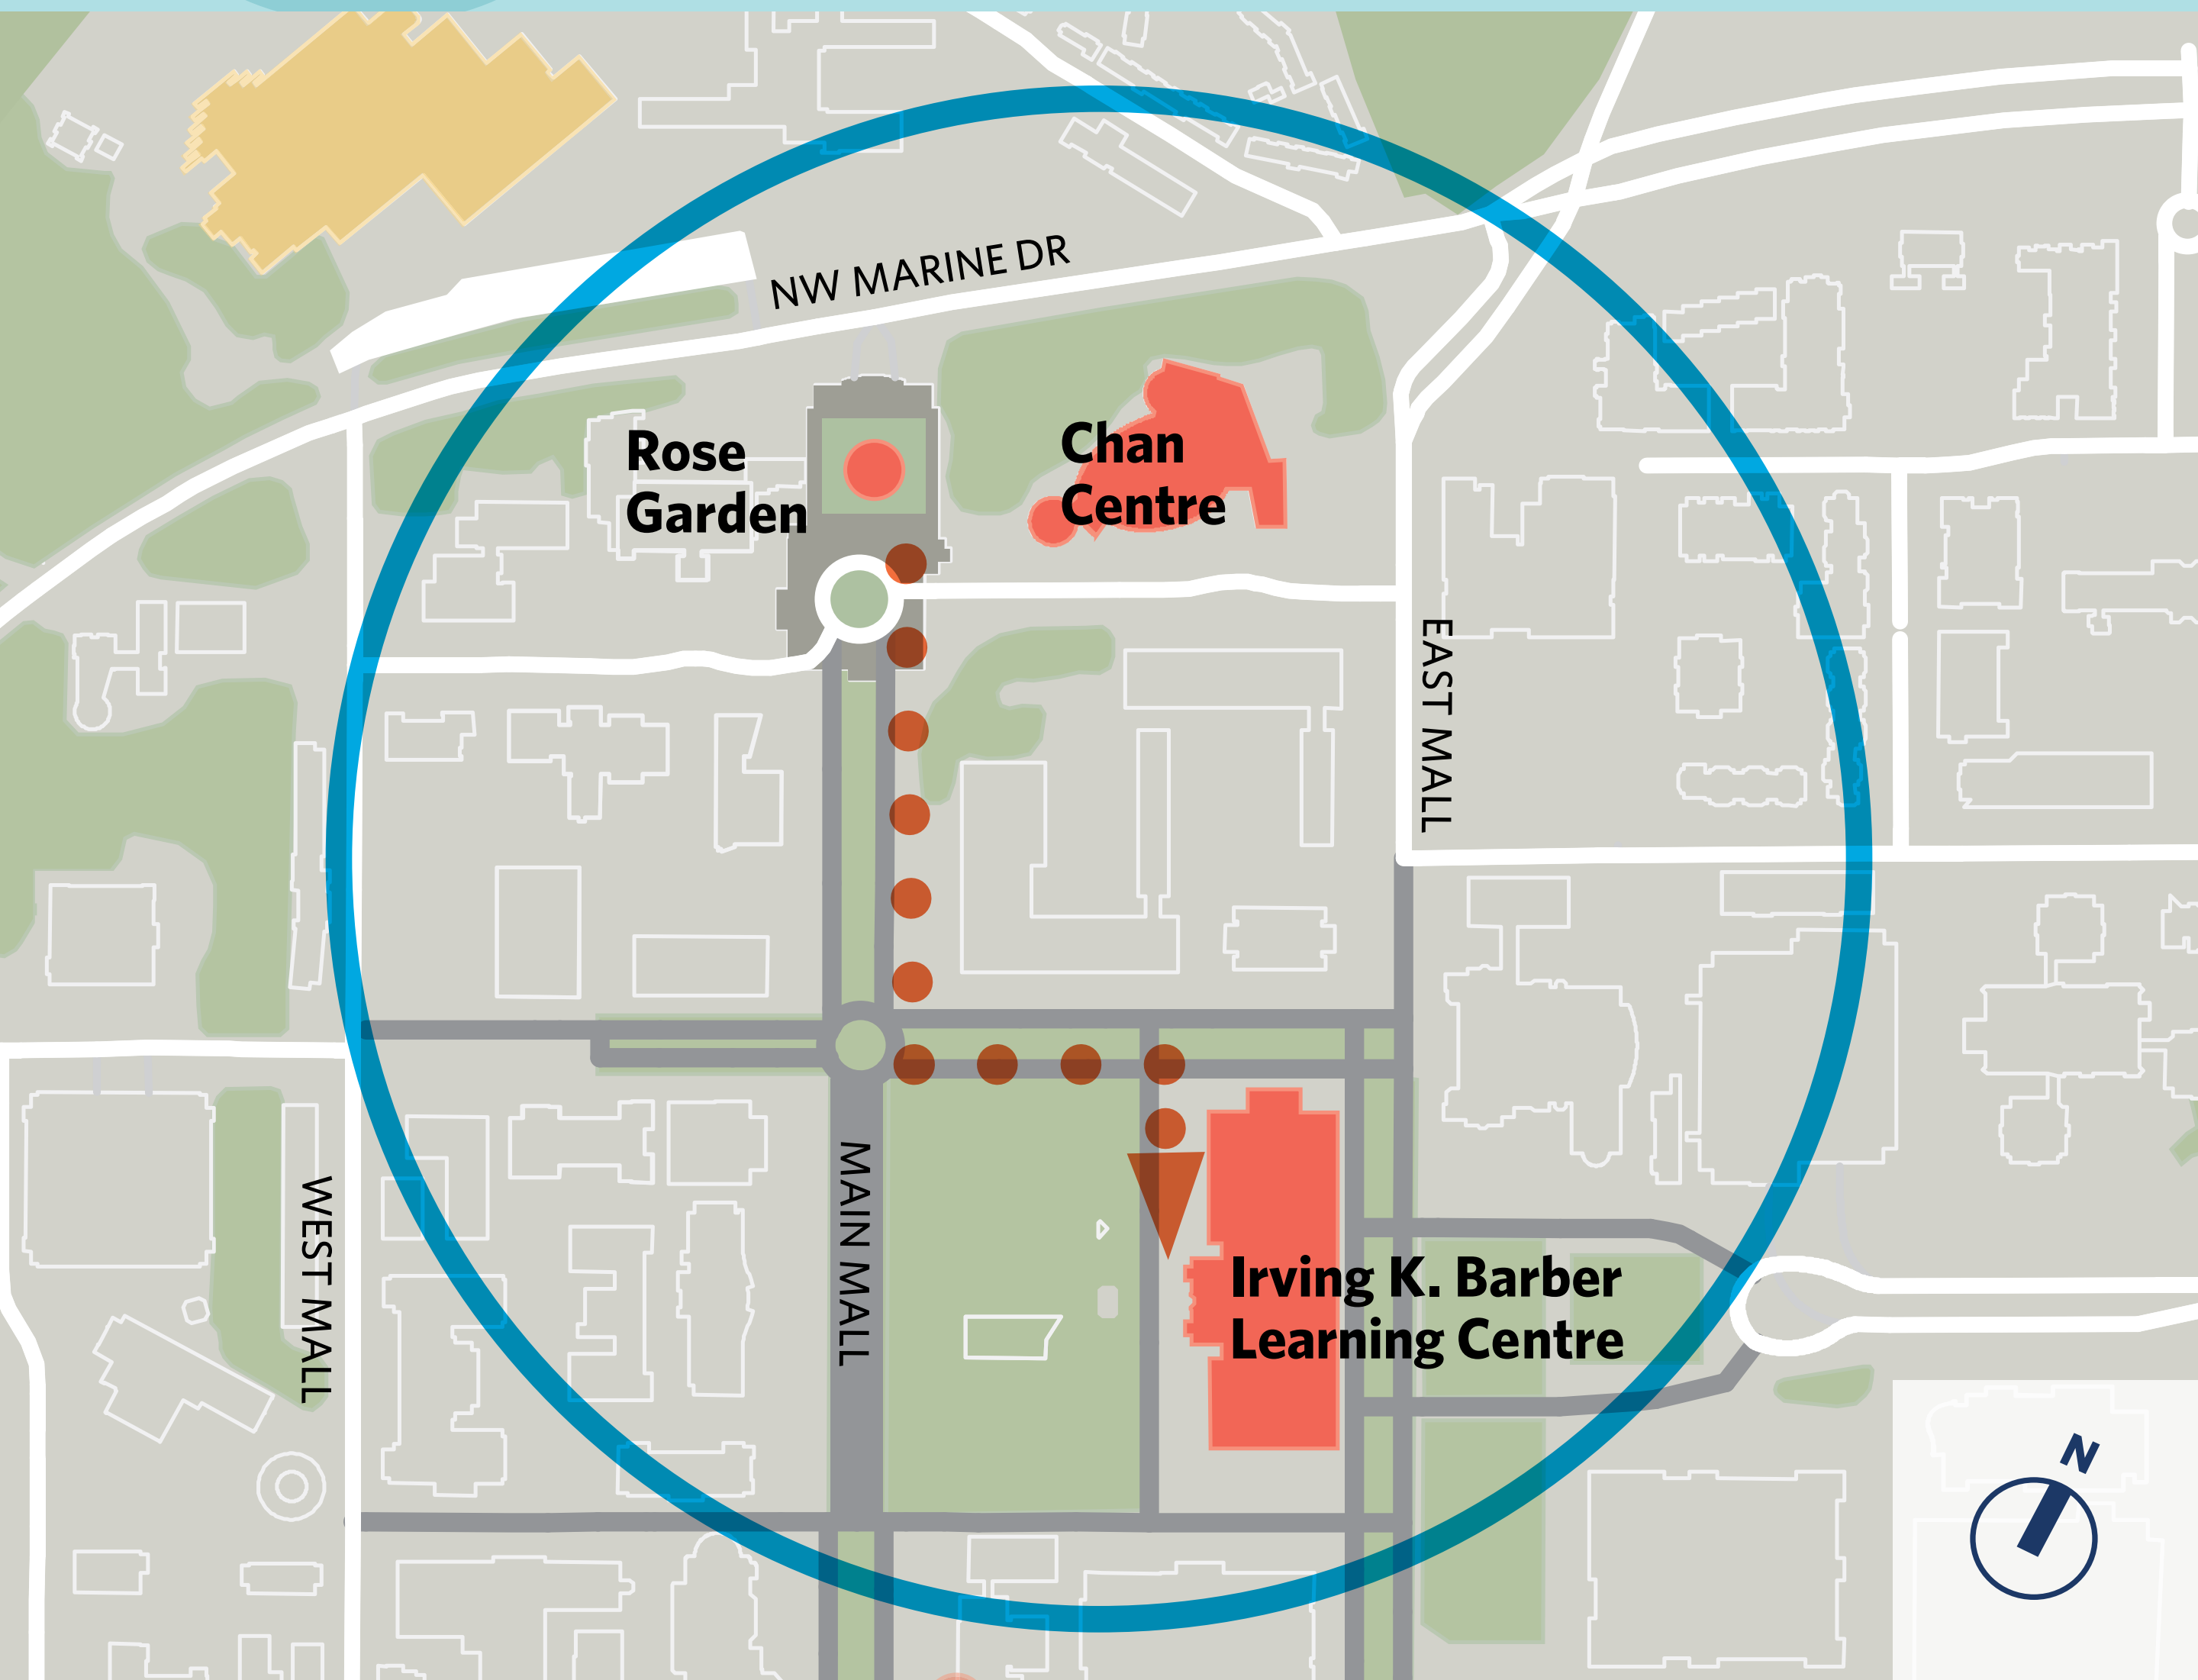 NW MARINE DR
Rose
Garden
Chan
Centre
EAST MALL
MAIN MALL
WEST MALL
Irving K. Barber
Learning Centre
N